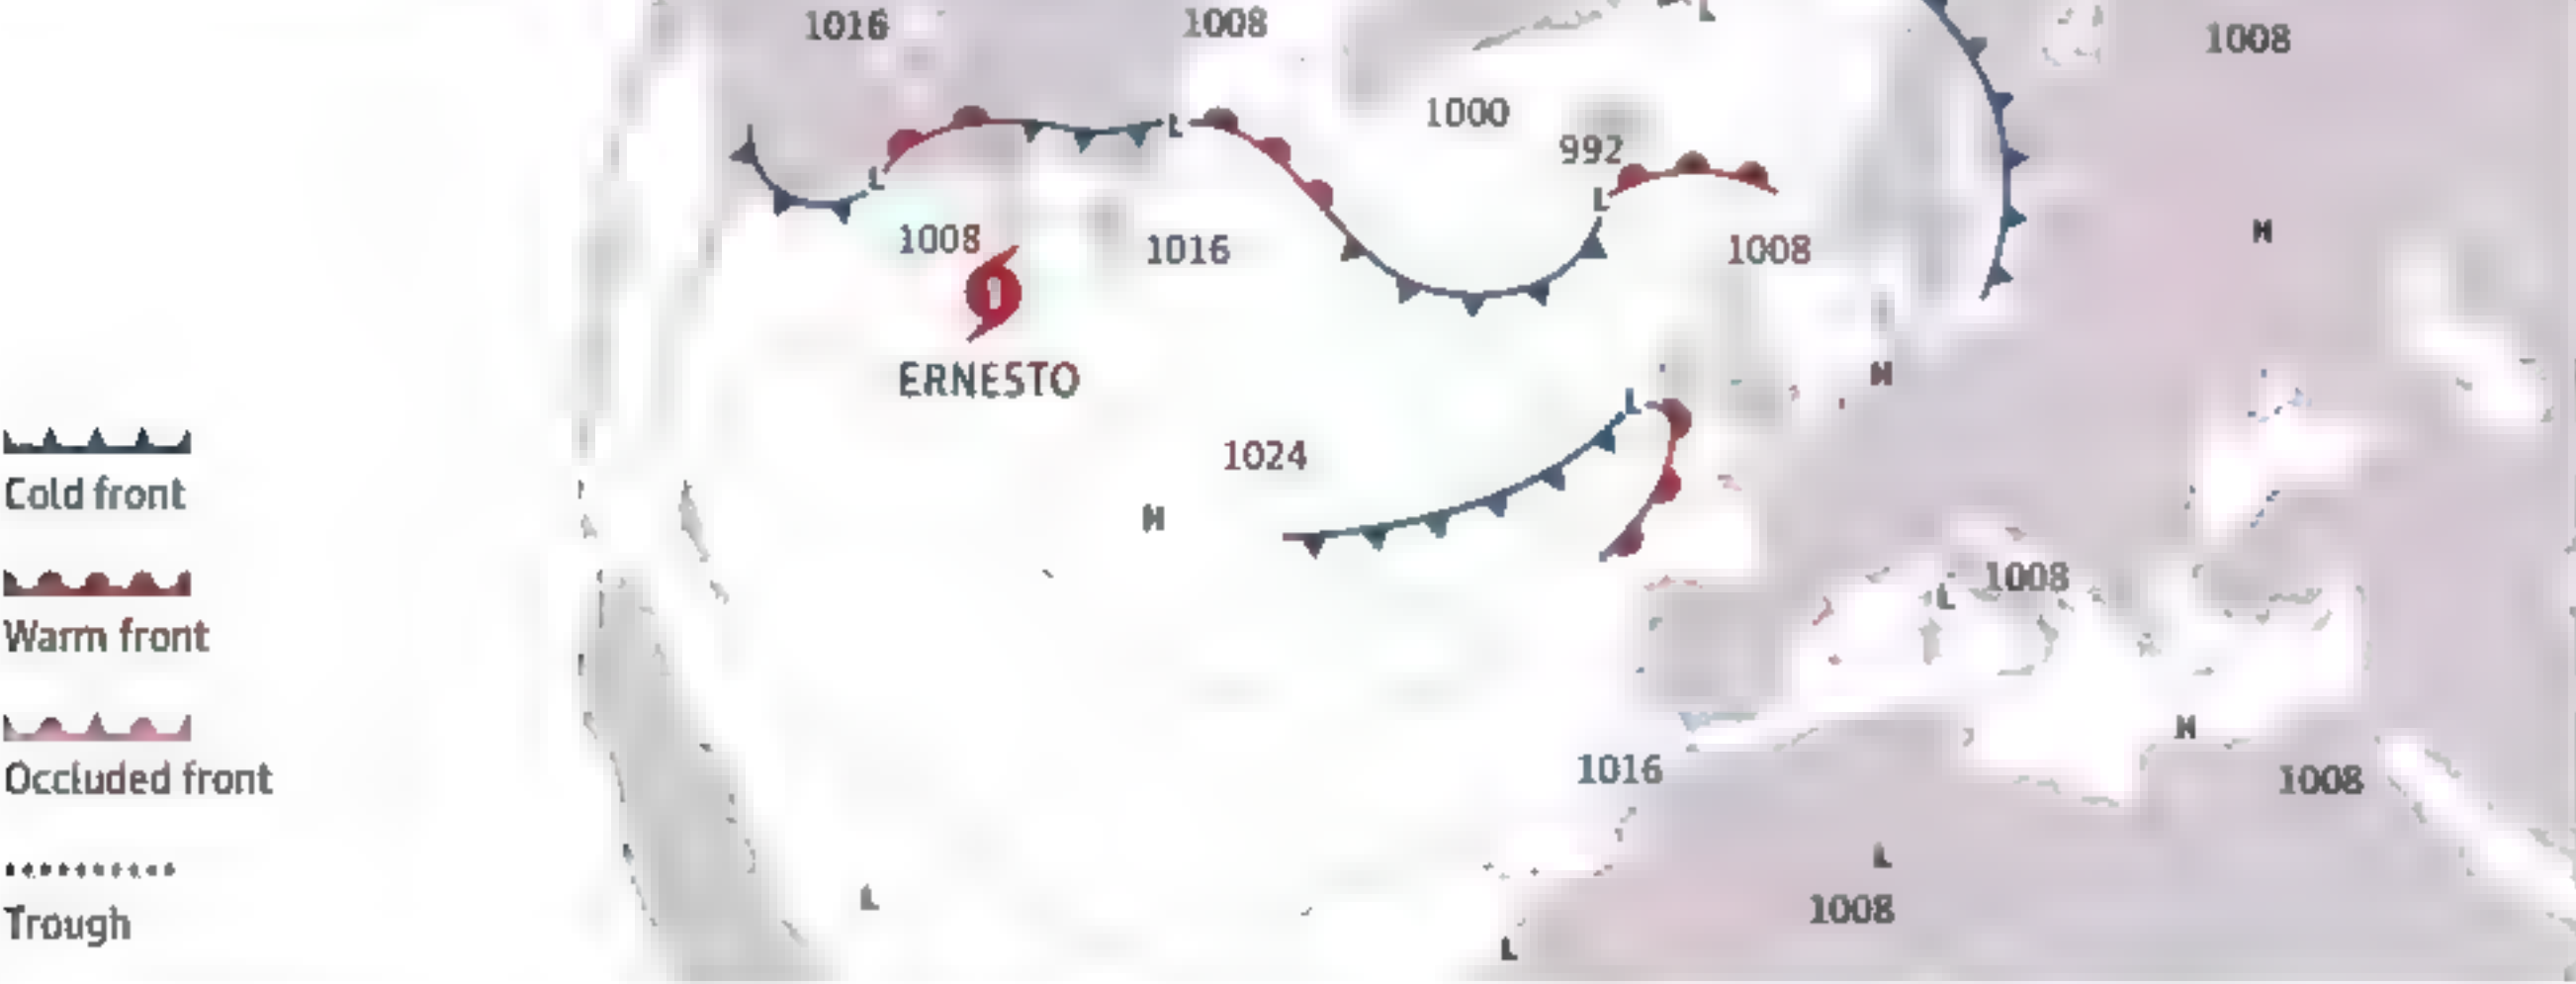 1016
1008
L
1008
1000
L
992
L
L
1008
1016
1008
H
1
ERNESTO
H
L
1024
Cold front
H
L
1008
Warm front
H
Occluded front
1016
1008
L
Trough
L
1008
L